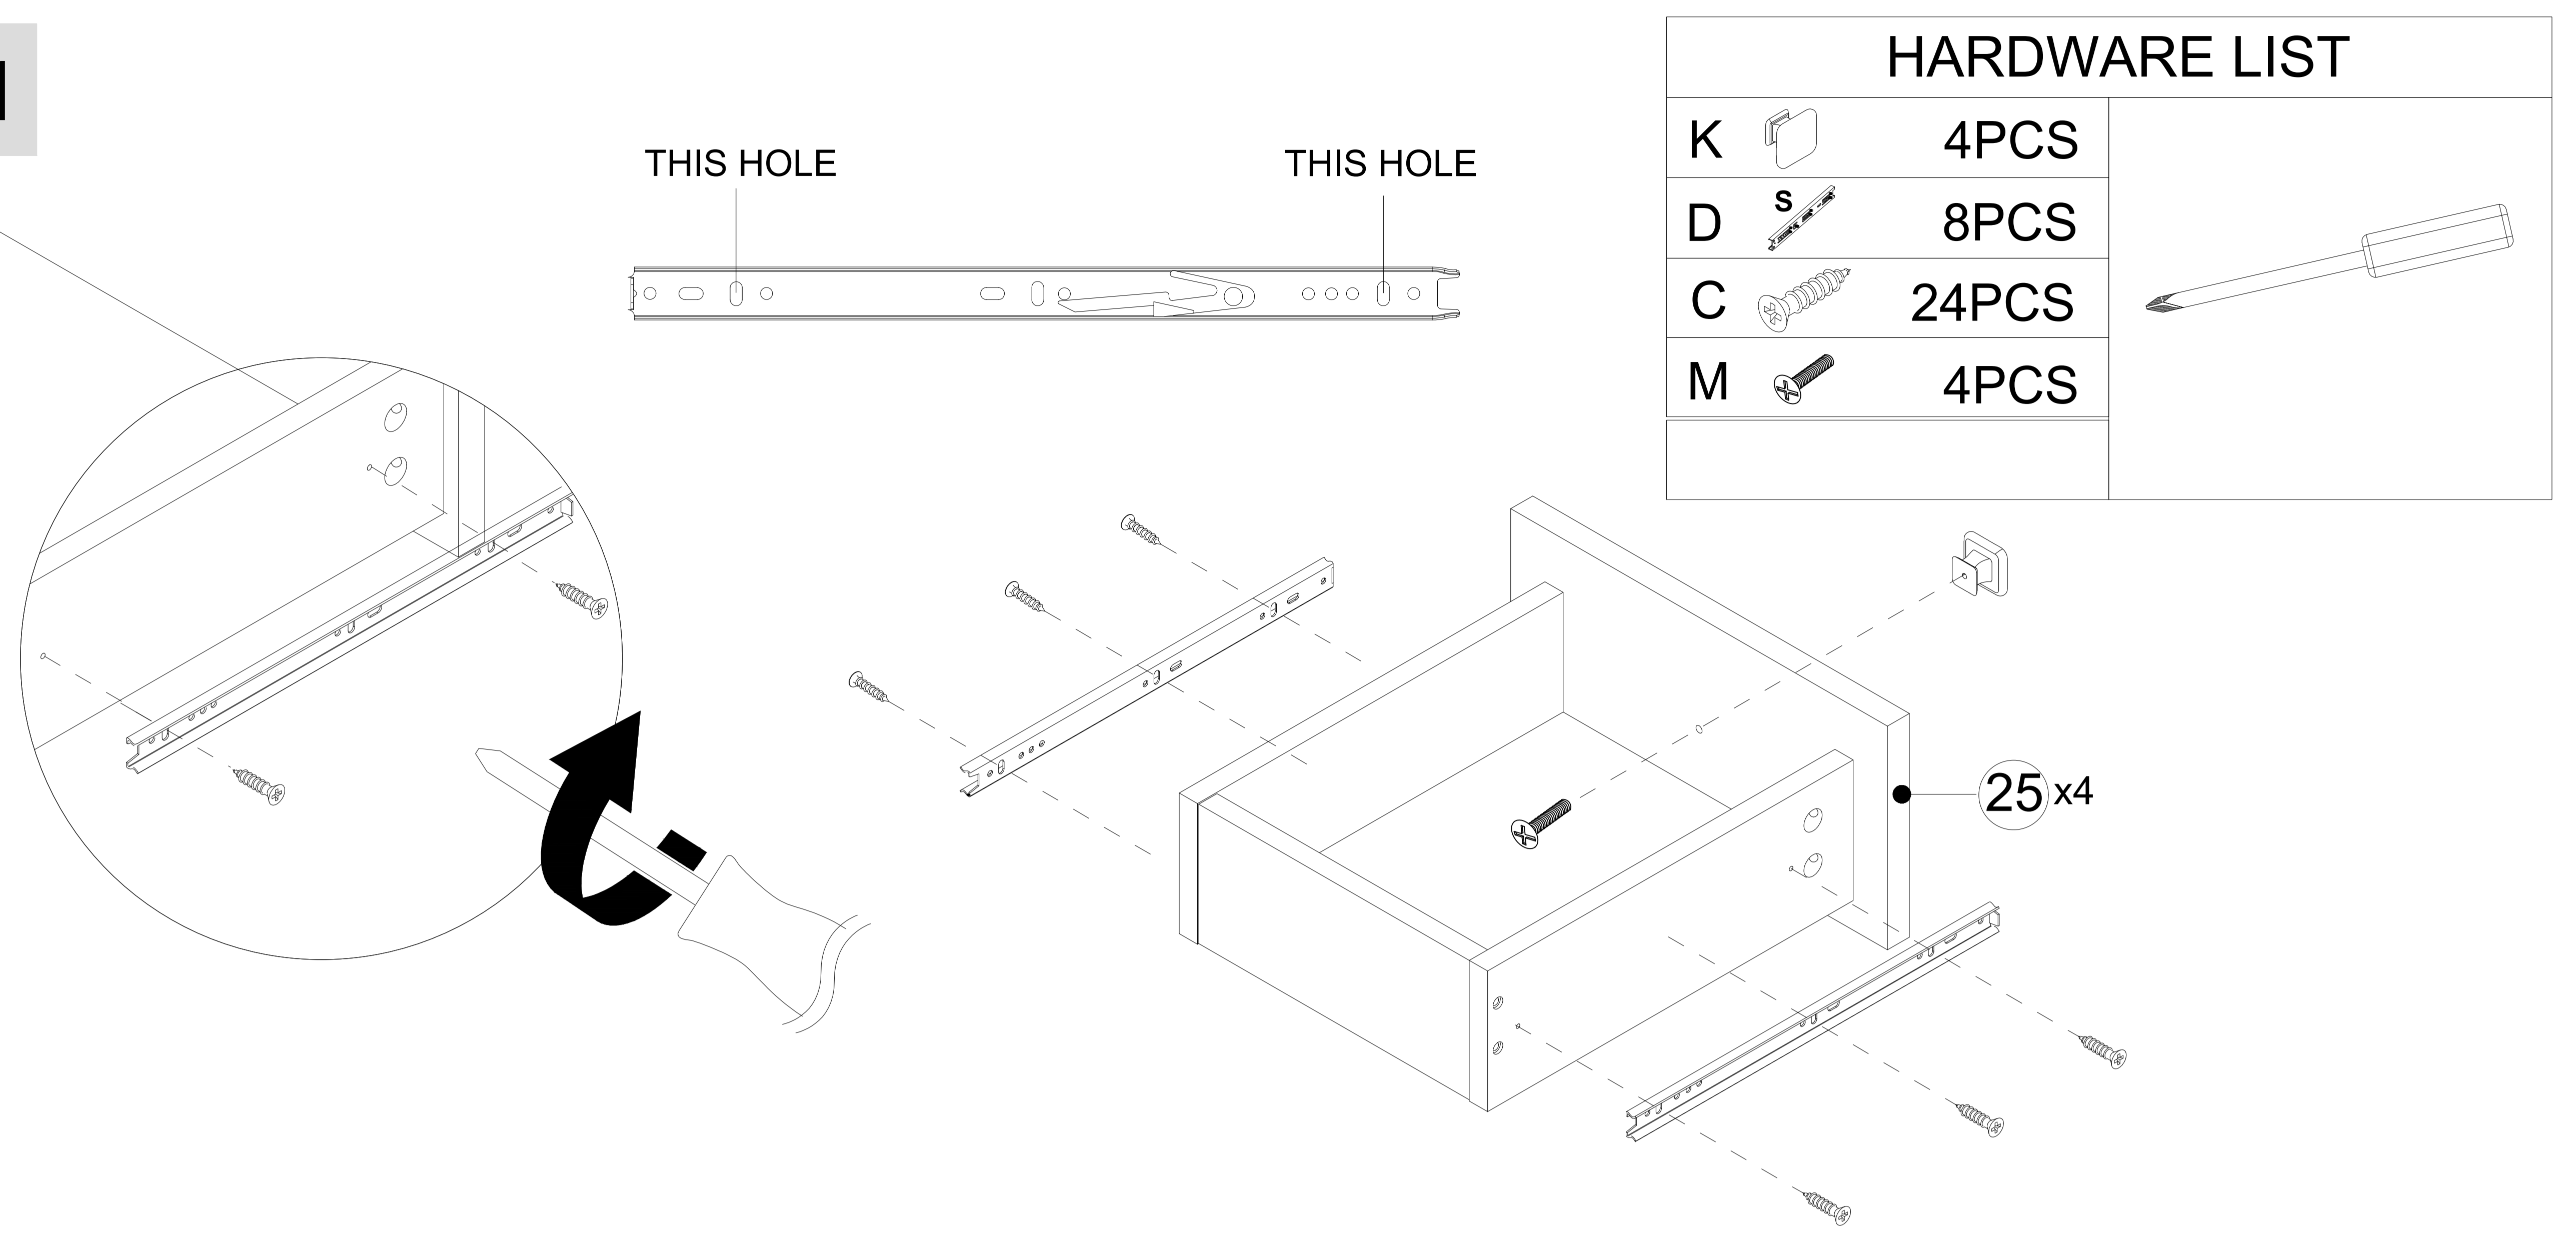 HARDWARE LIST
K 4PCS
D S 8PCS
C 24PCS
M 4PCS
THIS HOLE THIS HOLE
25 x4